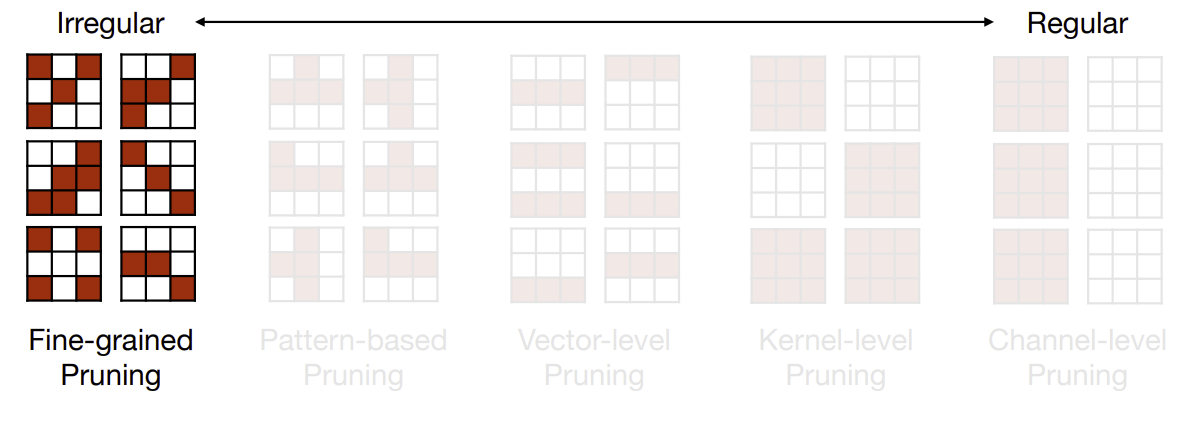 Irregular
Regular
Fine-grained
Pruning
Pattern-based
Pruning
Vector-level
Pruning
Kernel-level
Pruning
Channel-level
Pruning